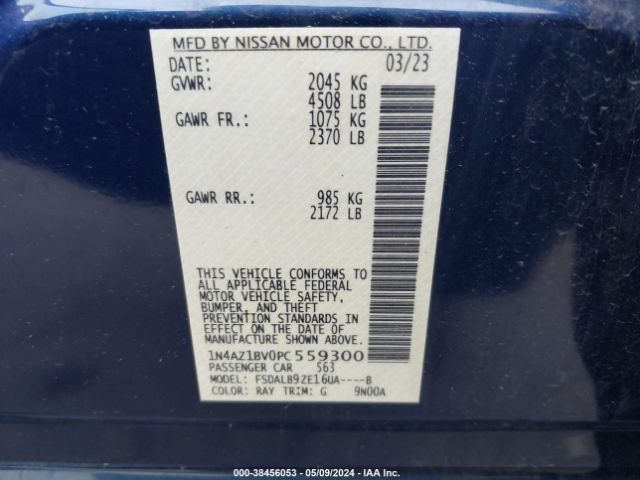 MFD BY NISSAN MOTOR CO., LTD.
DATE: 03/23
GVWR: 2045 KG
4508 LB
GAWR FR.: 1075 KG
2370 LB
GAWR RR.: 985 KG
2172 LB
THIS VEHICLE CONFORMS TO
ALL APPLICABLE FEDERAL
MOTOR VEHICLE SAFETY,
BUMPER, AND THEFT
PREVENTION STANDARDS IN
EFFECT ON THE DATE OF
MANUFACTURE SHOWN ABOVE.
1N4AZ1BV0PC559300
PASSENGER CAR 563
MODEL: FSDALB9ZE16UA----B
COLOR: RAY TRIM: G 9N00A
000-38456053 - 05/09/2024 - IAA Inc.